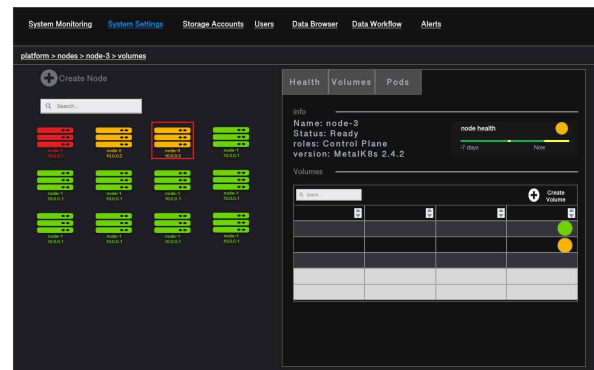 System Monitoring System Settings Storage Accounts Users Data Browser Data Workflow Alerts
platform > nodes > node-3 > volumes
Create Node
Search...
node-1 node-2 node-3 node-1
10.0.0.1 10.0.0.2 10.0.0.3 10.0.0.1
node-1 node-1 node-1 node-1
10.0.0.1 10.0.0.1 10.0.0.1 10.0.0.1
node-1 node-1 node-1 node-1
10.0.0.1 10.0.0.1 10.0.0.1 10.0.0.1
Health Volumes Pods
info
Name: node-3
Status: Ready
roles: Control Plane
version: MetalK8s 2.4.2
node health
-7 days Now
Volumes
Search...
Create
Volume